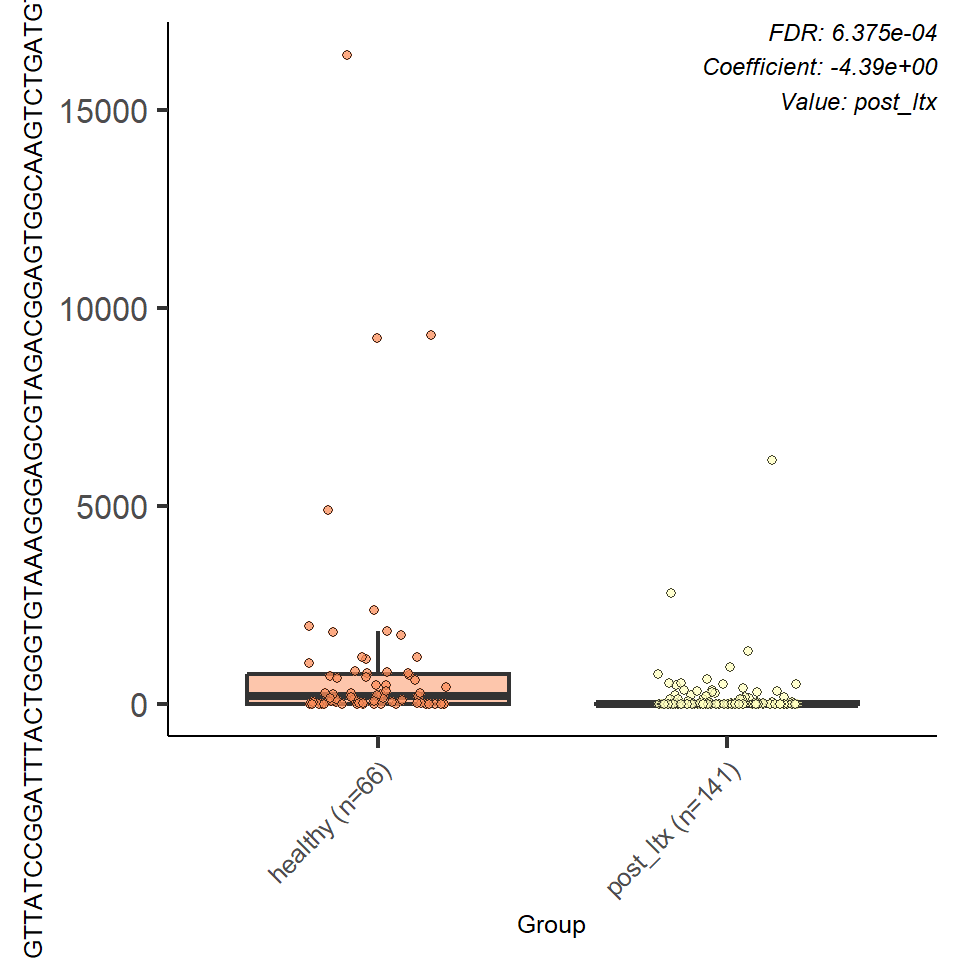 FDR: 6.375e-04
Coefficient: -4.39e+00
Value: post_ltx
GTTATCCGGATTTACTGGGTGTAAAGGGAGCGTAGACGGAGTGGCAAGTCTGATGT
15000
10000
5000
0
healthy (n=66)
post_ltx (n=141)
Group